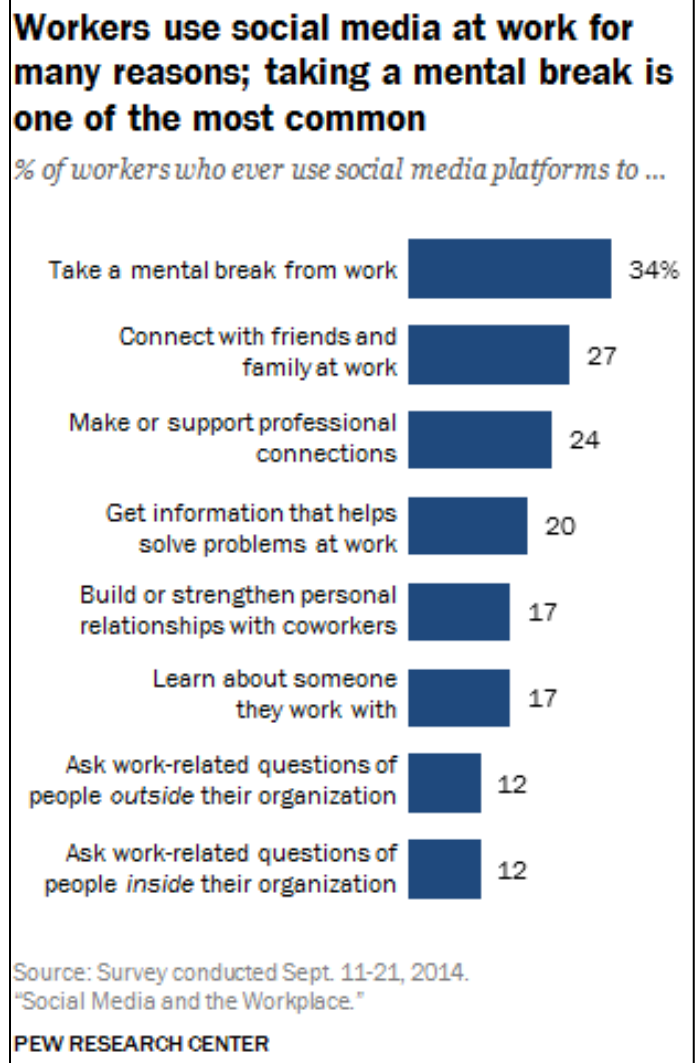 Workers use social media at work for
many reasons; taking a mental break is
one of the most common
% of workers who ever use social media platforms to ...
Take a mental break from work 34%
Connect with friends and
family at work 27
Make or support professional
connections 24
Get information that helps
solve problems at work 20
Build or strengthen personal
relationships with coworkers 17
Learn about someone
they work with 17
Ask work-related questions of
people outside their organization 12
Ask work-related questions of
people inside their organization 12
Source: Survey conducted Sept. 11-21, 2014.
“Social Media and the Workplace.”
PEW RESEARCH CENTER